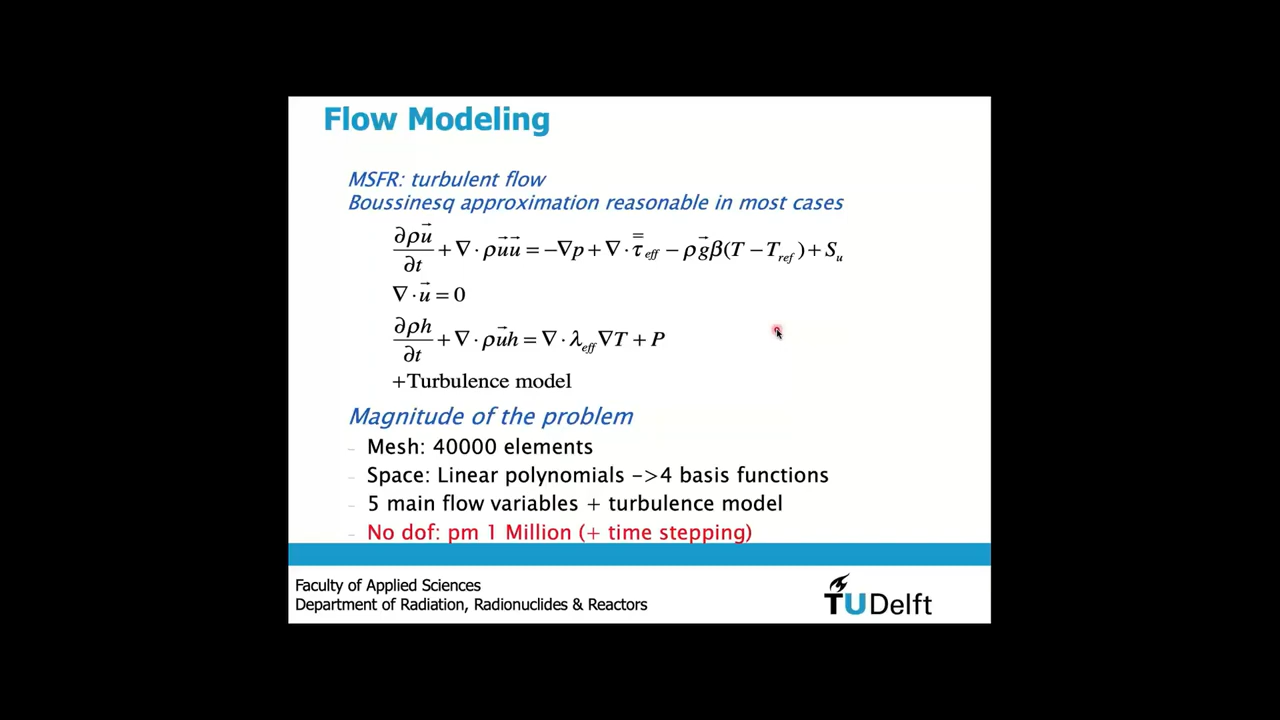 Flow Modeling
MSFR: turbulent flow
Boussinesq approximation reasonable in most cases
∂ρu⃗/∂t + ∇ · ρu⃗u⃗ = −∇p + ∇ · τ̿_eff − ρg⃗β(T − T_ref) + S_u
∇ · u⃗ = 0
∂ρh/∂t + ∇ · ρu⃗h = ∇ · λ_eff ∇T + P
+Turbulence model
Magnitude of the problem
- Mesh: 40000 elements
- Space: Linear polynomials ->4 basis functions
- 5 main flow variables + turbulence model
- No dof: pm 1 Million (+ time stepping)
Faculty of Applied Sciences
Department of Radiation, Radionuclides & Reactors
TUDelft